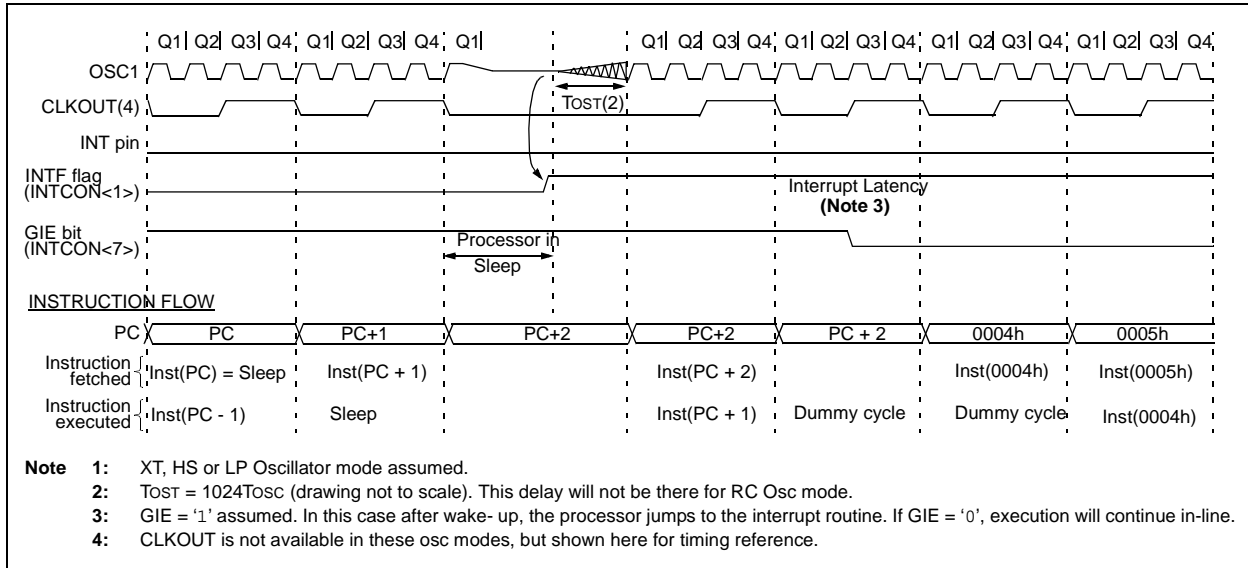 Q1 Q2 Q3 Q4 Q1 Q2 Q3 Q4 Q1 Q1 Q2 Q3 Q4 Q1 Q2 Q3 Q4 Q1 Q2 Q3 Q4 Q1 Q2 Q3 Q4
OSC1
TOST(2)
CLKOUT(4)
INT pin
INTF flag
(INTCON<1>)
Interrupt Latency
(Note 3)
GIE bit
(INTCON<7>)
Processor in
Sleep
INSTRUCTION FLOW
PC PC PC+1 PC+2 PC+2 PC + 2 0004h 0005h
Instruction
fetched
Inst(PC) = Sleep Inst(PC + 1) Inst(PC + 2) Inst(0004h) Inst(0005h)
Instruction
executed
Inst(PC - 1) Sleep Inst(PC + 1) Dummy cycle Dummy cycle Inst(0004h)
Note 1: XT, HS or LP Oscillator mode assumed.
2: TOST = 1024TOSC (drawing not to scale). This delay will not be there for RC Osc mode.
3: GIE = ‘1’ assumed. In this case after wake- up, the processor jumps to the interrupt routine. If GIE = ‘0’, execution will continue in-line.
4: CLKOUT is not available in these osc modes, but shown here for timing reference.